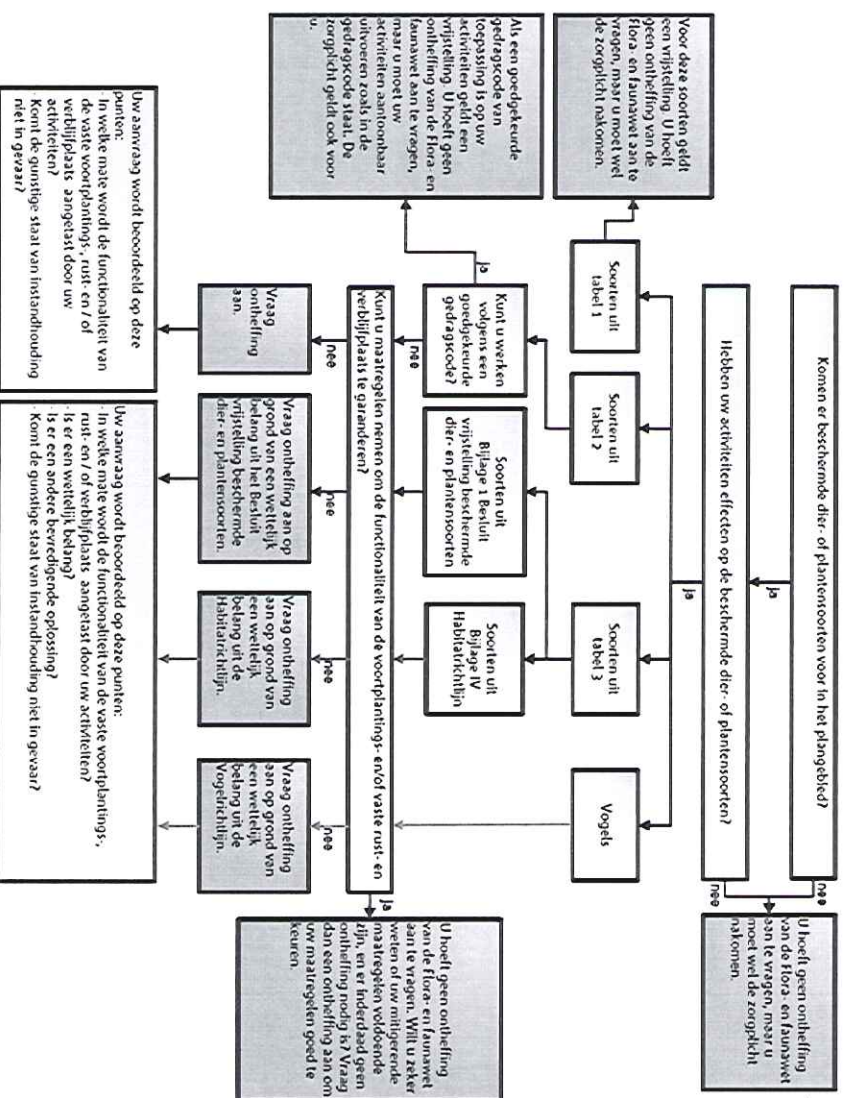 Komen er beschermde dier- of plantensoorten voor in het plangebied?
nee
ja
U hoeft geen ontheffing
van de Flora- en faunawet
aan te vragen, maar u
moet wel de zorgplicht
nakomen.
Hebben uw activiteiten effecten op de beschermde dier- of plantensoorten?
nee
ja
Soorten uit
tabel 1
Soorten uit
tabel 2
Soorten uit
tabel 3
Vogels
Voor deze soorten geldt
een vrijstelling. U hoeft
geen ontheffing van de
Flora- en faunawet aan te
vragen, maar u moet wel
de zorgplicht nakomen.
Kunt u werken
volgens een
goedgekeurde
gedragscode?
ja
nee
Soorten uit
Bijlage 1 Besluit
vrijstelling beschermde
dier- en plantensoorten
Soorten uit
Bijlage IV
Habitatrichtlijn
Als een goedgekeurde
gedragscode van
toepassing is op uw
activiteiten geldt een
vrijstelling. U hoeft geen
ontheffing van de Flora- en
faunawet aan te vragen,
maar u moet uw
activiteiten aantoonbaar
uitvoeren zoals in de
gedragscode staat. De
zorgplicht geldt ook voor
u.
Kunt u maatregelen nemen om de functionaliteit van de voortplantings- en/of vaste rust- en
verblijfplaats te garanderen?
ja
nee
nee
nee
nee
U hoeft geen ontheffing
van de Flora- en faunawet
aan te vragen. Wilt u zeker
weten of uw mitigerende
maatregelen voldoende
zijn, en er inderdaad geen
ontheffing nodig is? Vraag
dan een ontheffing aan om
uw maatregelen goed te
keuren.
Vraag
ontheffing
aan.
Vraag ontheffing aan op
grond van een wettelijk
belang uit het Besluit
vrijstelling beschermde
dier- en plantensoorten.
Vraag ontheffing
aan op grond van
een wettelijk
belang uit de
Habitatrichtlijn.
Vraag ontheffing
aan op grond van
een wettelijk
belang uit de
Vogelrichtlijn.
Uw aanvraag wordt beoordeeld op deze
punten:
· In welke mate wordt de functionaliteit van
de vaste voortplantings-, rust- en / of
verblijfplaats aangetast door uw
activiteiten?
· Komt de gunstige staat van instandhouding
niet in gevaar?
Uw aanvraag wordt beoordeeld op deze punten:
· In welke mate wordt de functionaliteit van de vaste voortplantings-,
rust- en / of verblijfplaats aangetast door uw activiteiten?
· Is er een wettelijk belang?
· Is er een andere bevredigende oplossing?
· Komt de gunstige staat van instandhouding niet in gevaar?